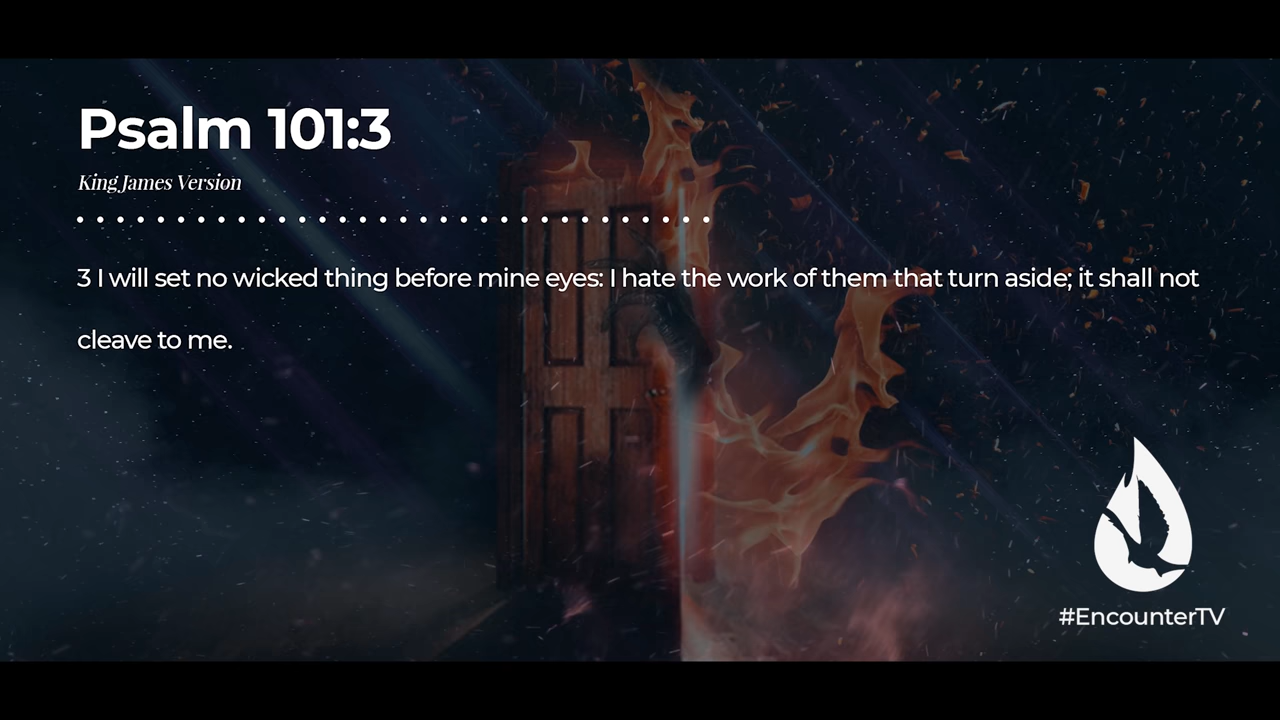 Psalm 101:3
King James Version
3 I will set no wicked thing before mine eyes: I hate the work of them that turn aside; it shall not
cleave to me.
#EncounterTV